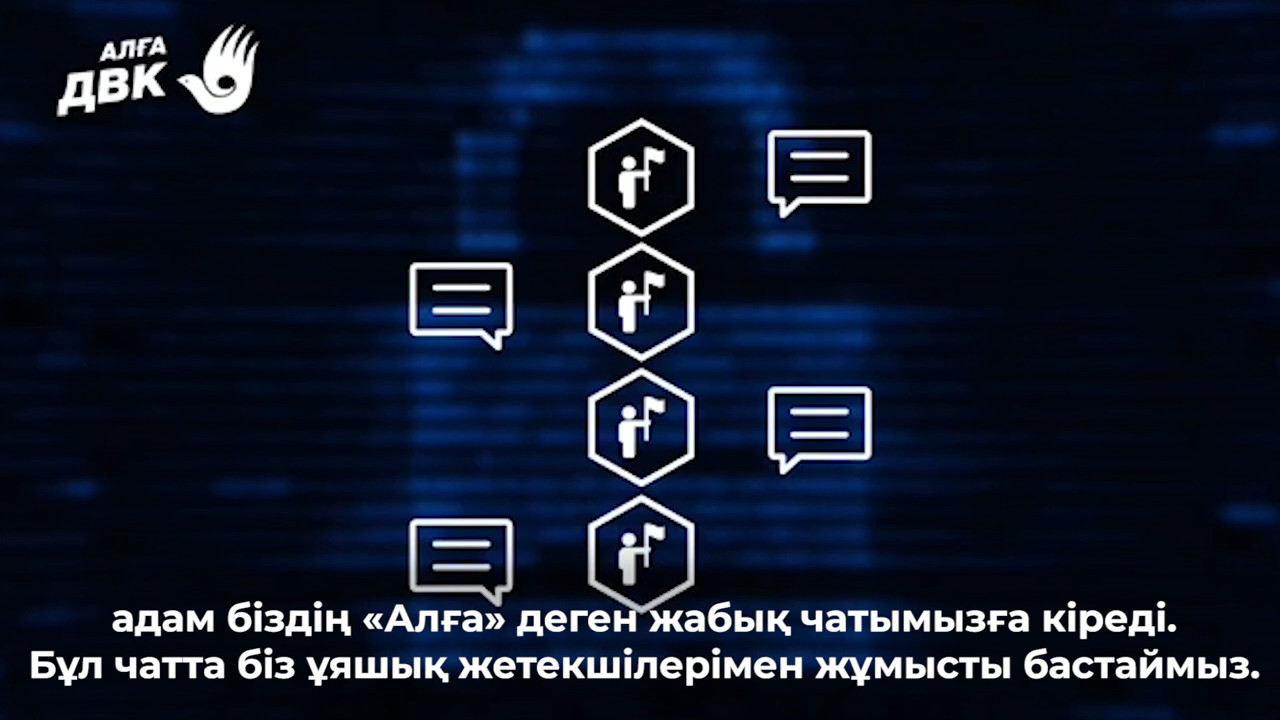 АЛҒА
ДВК
адам біздің «Алға» деген жабық чатымызға кіреді.
Бұл чатта біз ұяшық жетекшілерімен жұмысты бастаймыз.